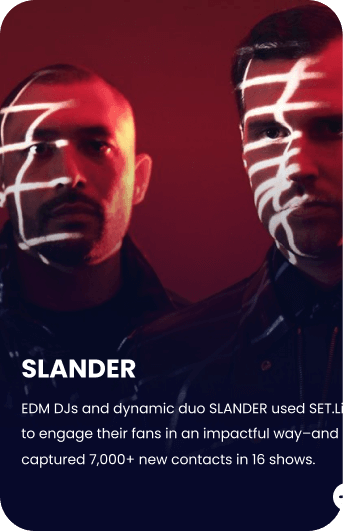 SLANDER
EDM DJs and dynamic duo SLANDER used SET.Li
to engage their fans in an impactful way–and
captured 7,000+ new contacts in 16 shows.